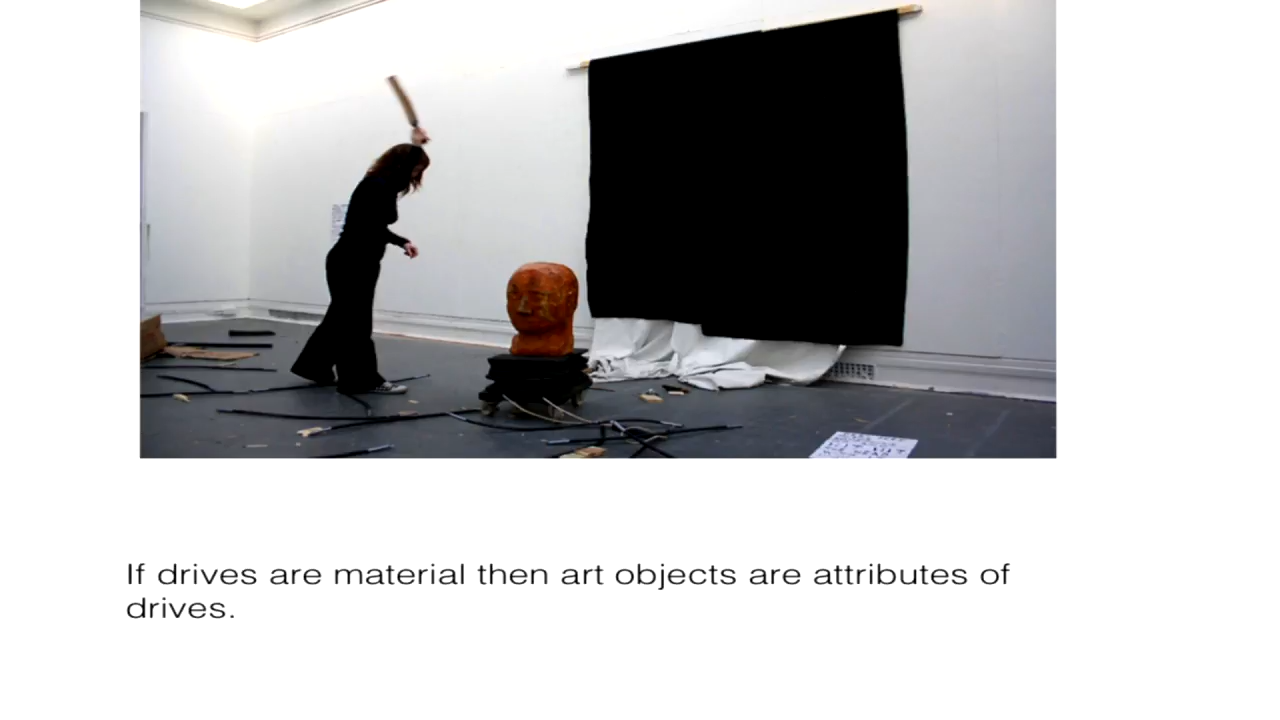 If drives are material then art objects are attributes of
drives.